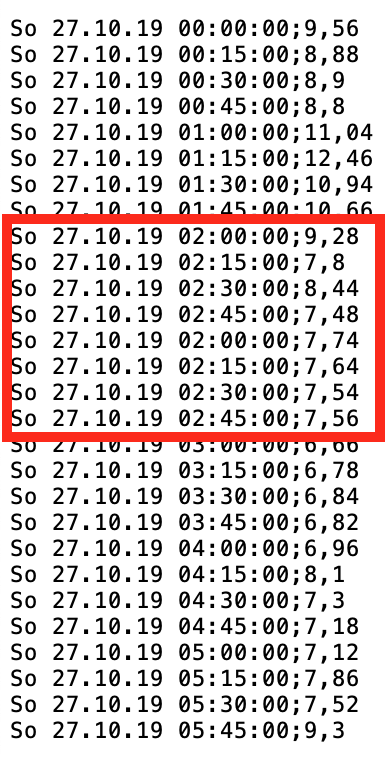 So 27.10.19 00:00:00;9,56
So 27.10.19 00:15:00;8,88
So 27.10.19 00:30:00;8,9
So 27.10.19 00:45:00;8,8
So 27.10.19 01:00:00;11,04
So 27.10.19 01:15:00;12,46
So 27.10.19 01:30:00;10,94
So 27.10.19 01:45:00;10,66
So 27.10.19 02:00:00;9,28
So 27.10.19 02:15:00;7,8
So 27.10.19 02:30:00;8,44
So 27.10.19 02:45:00;7,48
So 27.10.19 02:00:00;7,74
So 27.10.19 02:15:00;7,64
So 27.10.19 02:30:00;7,54
So 27.10.19 02:45:00;7,56
So 27.10.19 03:00:00;6,66
So 27.10.19 03:15:00;6,78
So 27.10.19 03:30:00;6,84
So 27.10.19 03:45:00;6,82
So 27.10.19 04:00:00;6,96
So 27.10.19 04:15:00;8,1
So 27.10.19 04:30:00;7,3
So 27.10.19 04:45:00;7,18
So 27.10.19 05:00:00;7,12
So 27.10.19 05:15:00;7,86
So 27.10.19 05:30:00;7,52
So 27.10.19 05:45:00;9,3